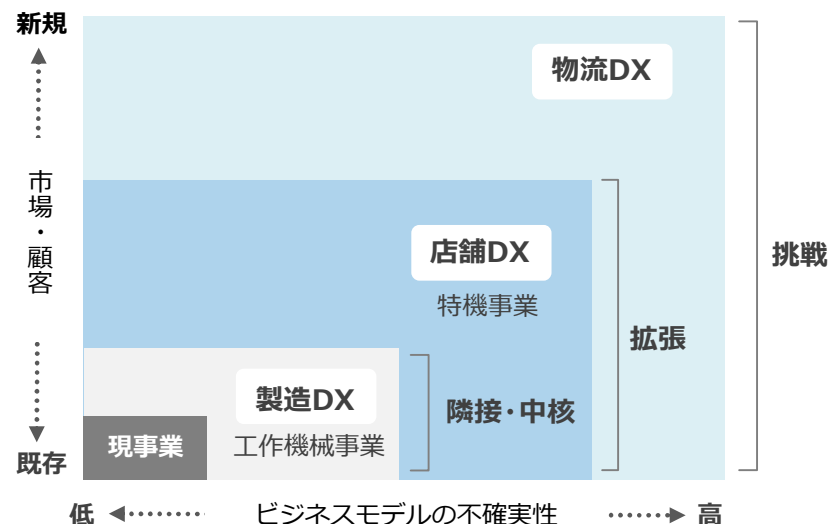 新規
物流DX
市場・顧客
店舗DX
特機事業
挑戦
拡張
製造DX
隣接・中核
現事業
工作機械事業
既存
低
ビジネスモデルの不確実性
高